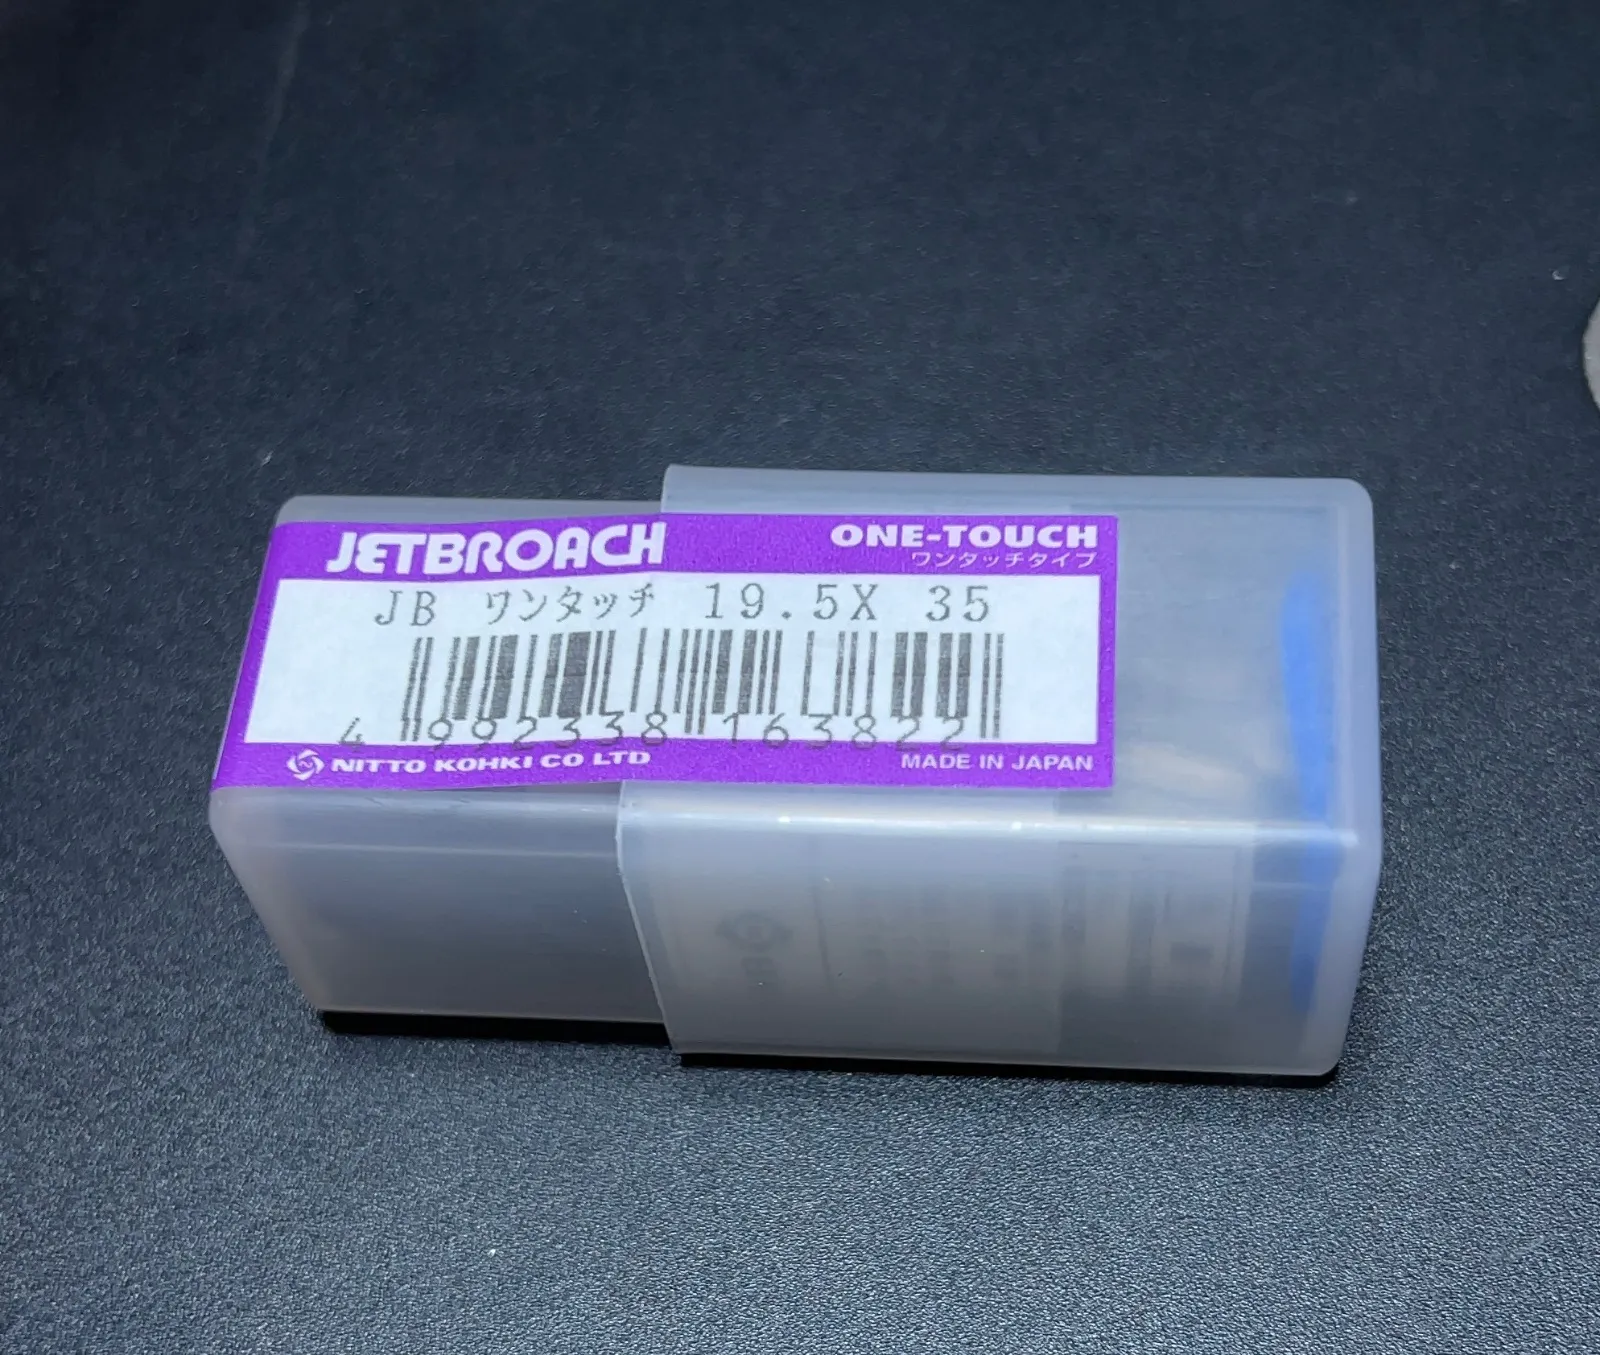 JETBROACH
ONE-TOUCH
ワンタッチタイプ
JB ワンタッチ 19.5X 35
4 992338 163822
NITTO KOHKI CO LTD
MADE IN JAPAN